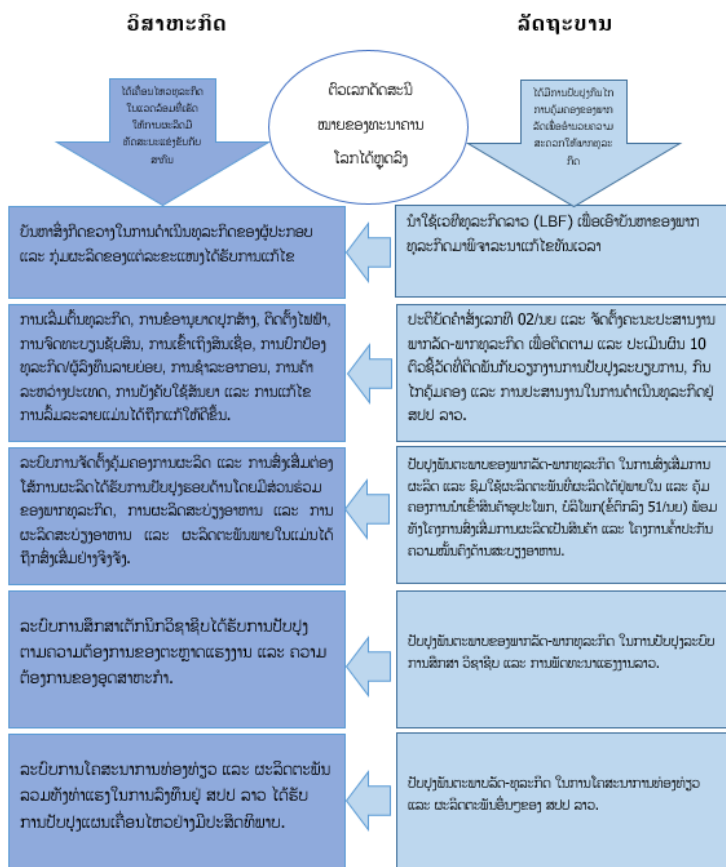 ວິສາຫະກິດ
ລັດຖະບານ
ໄດ້ເຄື່ອນໄຫວທຸລະກິດ
ໃນແວດລ້ອມທີ່ເຮັດ
ໃຫ້ການຜະລິດມີ
ທັດສະນະແຂ່ງຂັນກັບ
ສາກົນ
ຕົວເລກດັດສະນີ
ໝາຍຂອງທະນາຄານ
ໂລກໄດ້ຫຼຸດລົງ
ໄດ້ມີການປັບປຸງກົນໄກ
ການຄຸ້ມຄອງຂອງພາກ
ລັດເພື່ອອໍານວຍຄວາມ
ສະດວກໃຫ້ພາກທຸລະ
ກິດ
ບັນຫາສິ່ງກີດຂວາງໃນການດໍາເນີນທຸລະກິດຂອງຜູ້ປະກອບ
ແລະ ກຸ່ມຜະລິດຂອງແຕ່ລະຂະແໜງໄດ້ຮັບການແກ້ໄຂ
ນໍາໃຊ້ເວທີທຸລະກິດລາວ (LBF) ເພື່ອເອົາບັນຫາຂອງພາກ
ທຸລະກິດມາພິຈາລະນາແກ້ໄຂທັນເວລາ
ການເລີ່ມຕົ້ນທຸລະກິດ, ການຂໍອານຸຍາດປຸກສ້າງ, ຕິດຕັ້ງໄຟຟ້າ,
ການຈົດທະບຽນຊັບສິນ, ການເຂົ້າເຖິງສິນເຊື່ອ, ການປົກປ້ອງ
ທຸລະກິດ/ຜູ້ລົງທຶນລາຍຍ່ອຍ, ການຊໍາລະອາກອນ, ການຄ້າ
ລະຫວ່າງປະເທດ, ການບັງຄັບໃຊ້ສັນຍາ ແລະ ການແກ້ໄຂ
ການລົ້ມລະລາຍແມ່ນໄດ້ຖືກແກ້ໃຫ້ດີຂຶ້ນ.
ປະຕິບັດຄໍາສັ່ງເລກທີ 02/ນຍ ແລະ ຈັດຕັ້ງຄະນະປະສານງານ
ພາກລັດ-ພາກທຸລະກິດ ເພື່ອຕິດຕາມ ແລະ ປະເມີນຜົນ 10
ຕົວຊີ້ວັດທີ່ຕິດພັນກັບວຽກງານການປັບປຸງລະບຽບການ, ກົນ
ໄກຄຸ້ມຄອງ ແລະ ການປະສານງານໃນການດໍາເນີນທຸລະກິດຢູ່
ສປປ ລາວ.
ລະບົບການຈັດຕັ້ງຄຸ້ມຄອງການຜະລິດ ແລະ ການສົ່ງເສີມຕ່ອງ
ໂສ້ການຜະລິດໄດ້ຮັບການປັບປຸງຮອບດ້ານໂດຍມີສ່ວນຮ່ວມ
ຂອງພາກທຸລະກິດ, ການຜະລິດສະບ່ຽງອາຫານ ແລະ ການ
ຜະລິດສະບ່ຽງອາຫານ ແລະ ຜະລິດຕະພັນພາຍໃນແມ່ນໄດ້
ຖືກສົ່ງເສີມຢ່າງຈິງຈັງ.
ປັບປຸງພັນຕະພາບຂອງພາກລັດ-ພາກທຸລະກິດ ໃນການສົ່ງເສີມການ
ຜະລິດ ແລະ ຊົມໃຊ້ຜະລິດຕະພັນທີ່ຜະລິດໄດ້ຢູ່ພາຍໃນ ແລະ ຄຸ້ມ
ຄອງການນໍາເຂົ້າສິນຄ້າອຸປະໂພກ, ບໍລິໂພກ(ຂໍ້ຕົກລົງ 51/ນຍ) ພ້ອມ
ທັງໂຄງການສົ່ງເສີມການຜະລິດເປັນສິນຄ້າ ແລະ ໂຄງການຄໍ້າປະກັນ
ຄວາມໝັ້ນຄົງດ້ານສະບຽງອາຫານ.
ລະບົບການສຶກສາເຕັກນິກວິຊາຊີບໄດ້ຮັບການປັບປຸງ
ຕາມຄວາມຕ້ອງການຂອງຕະຫຼາດແຮງງານ ແລະ ຄວາມ
ຕ້ອງການຂອງອຸດສາຫະກໍາ.
ປັບປຸງພັນຕະພາບຂອງພາກລັດ-ພາກທຸລະກິດ ໃນການປັບປຸງລະບົບ
ການສຶກສາ ວິຊາຊີບ ແລະ ການພັດທະນາແຮງງານລາວ.
ລະບົບການໂຄສະນາການທ່ອງທ່ຽວ ແລະ ຜະລິດຕະພັນ
ລວມທັງທ່າແຮງໃນການລົງທຶນຢູ່ ສປປ ລາວ ໄດ້ຮັບ
ການປັບປຸງແຜນເຄື່ອນໄຫວຢ່າງມີປະສິດທິພາບ.
ປັບປຸງພັນຕະພາບລັດ-ທຸລະກິດ ໃນການໂຄສະນາການທ່ອງທ່ຽວ
ແລະ ຜະລິດຕະພັນອື່ນໆຂອງ ສປປ ລາວ.